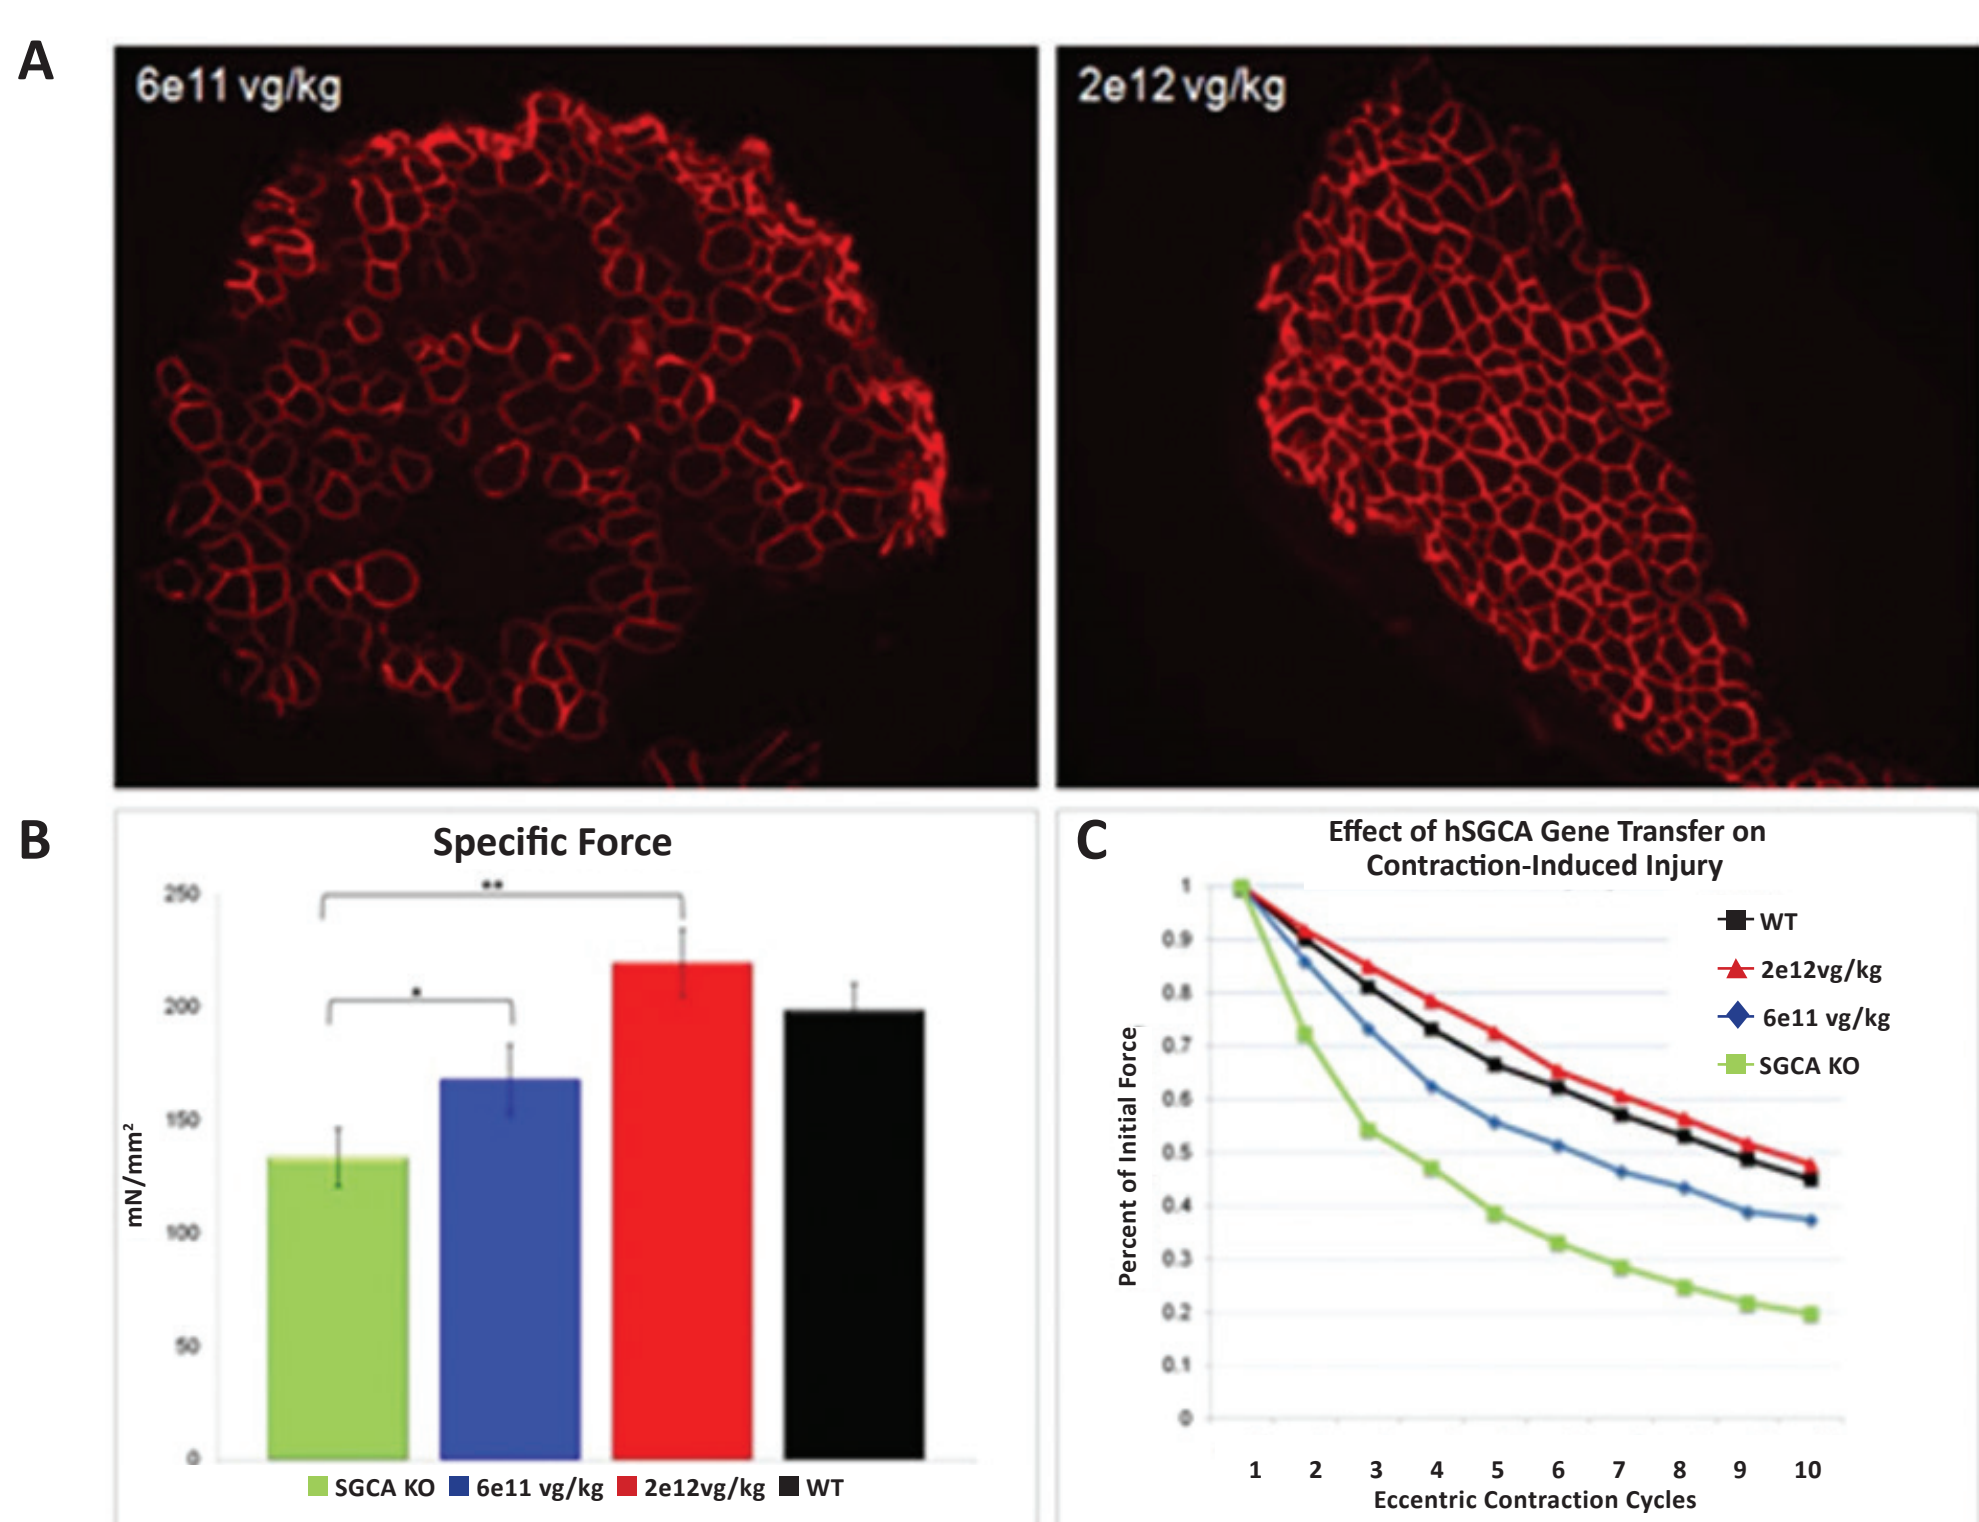 A
6e11 vg/kg
2e12 vg/kg
B
Specific Force
250
200
150
100
50
0
mN/mm²
**
*
SGCA KO 6e11 vg/kg 2e12vg/kg WT
C
Effect of hSGCA Gene Transfer on
Contraction-Induced Injury
1
0.9
0.8
0.7
0.6
0.5
0.4
0.3
0.2
0.1
0
Percent of Initial Force
WT
2e12vg/kg
6e11 vg/kg
SGCA KO
1 2 3 4 5 6 7 8 9 10
Eccentric Contraction Cycles